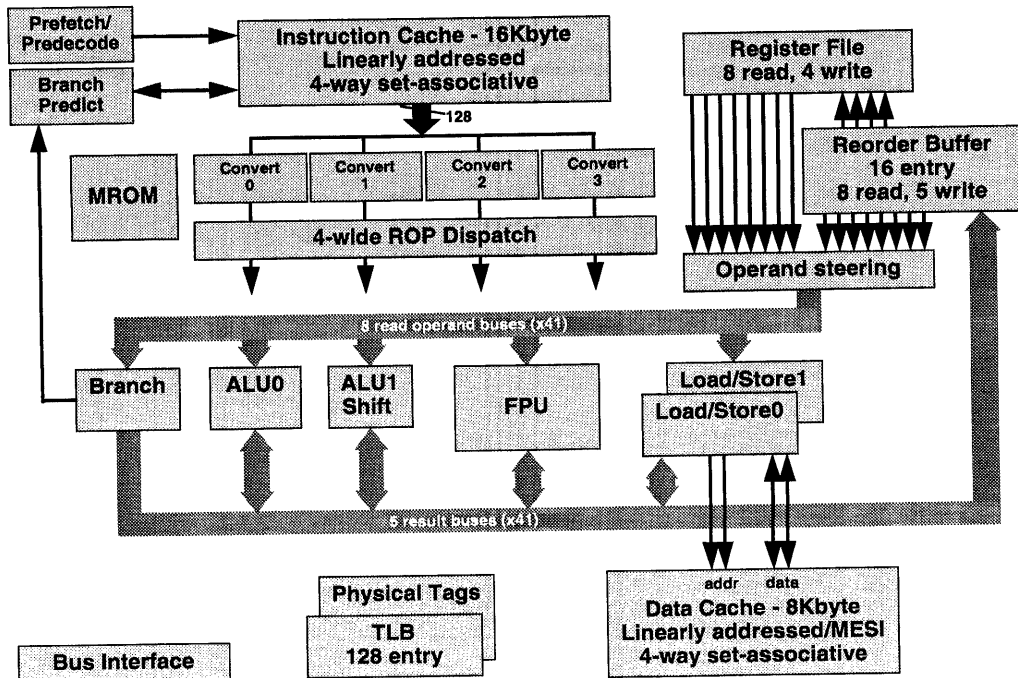 Prefetch/
Predecode
Branch
Predict
Instruction Cache - 16Kbyte
Linearly addressed
4-way set-associative
128
Register File
8 read, 4 write
Reorder Buffer
16 entry
8 read, 5 write
MROM
Convert
0
Convert
1
Convert
2
Convert
3
4-wide ROP Dispatch
Operand steering
8 read operand buses (x41)
Branch
ALU0
ALU1
Shift
FPU
Load/Store1
Load/Store0
5 result buses (x41)
addr data
Data Cache - 8Kbyte
Linearly addressed/MESI
4-way set-associative
Physical Tags
TLB
128 entry
Bus Interface